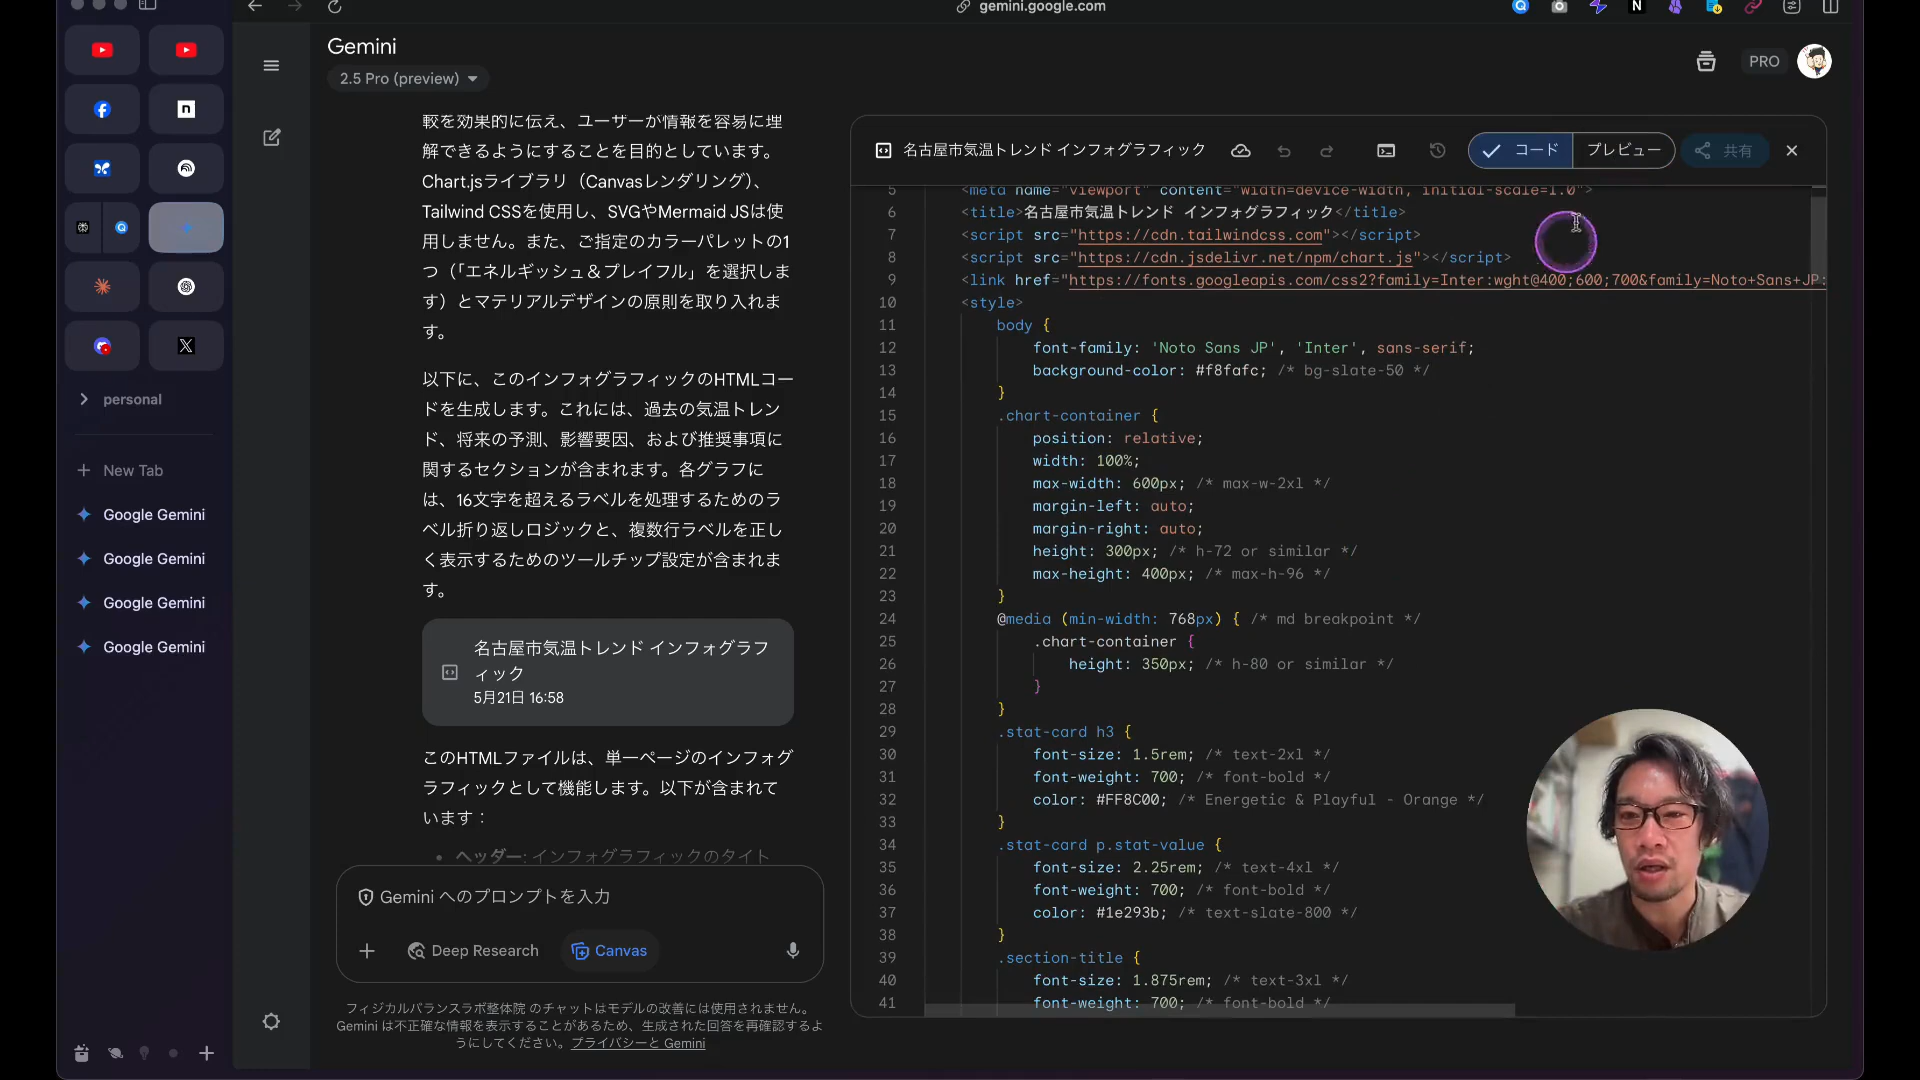 gemini.google.com
Gemini
2.5 Pro (preview)
PRO
personal
New Tab
Google Gemini
Google Gemini
Google Gemini
Google Gemini
較を効果的に伝え、ユーザーが情報を容易に理
解できるようにすることを目的としています。
Chart.jsライブラリ（Canvasレンダリング）、
Tailwind CSSを使用し、SVGやMermaid JSは使
用しません。また、ご指定のカラーパレットの1
つ（「エネルギッシュ＆プレイフル」を選択しま
す）とマテリアルデザインの原則を取り入れま
す。
以下に、このインフォグラフィックのHTMLコー
ドを生成します。これには、過去の気温トレン
ド、将来の予測、影響要因、および推奨事項に
関するセクションが含まれます。各グラフに
は、16文字を超えるラベルを処理するためのラ
ベル折り返しロジックと、複数行ラベルを正し
く表示するためのツールチップ設定が含まれま
す。
名古屋市気温トレンド インフォグラフ
ィック
5月21日 16:58
このHTMLファイルは、単一ページのインフォグ
ラフィックとして機能します。以下が含まれて
います：
• ヘッダー: インフォグラフィックのタイト
Gemini へのプロンプトを入力
Deep Research
Canvas
フィジカルバランスラボ整体院 のチャットはモデルの改善には使用されません。
Gemini は不正確な情報を表示することがあるため、生成された回答を再確認するよ
うにしてください。プライバシーと Gemini
名古屋市気温トレンド インフォグラフィック
コード
プレビュー
共有
5 <meta name="viewport" content="width=device-width, initial-scale=1.0">
6 <title>名古屋市気温トレンド インフォグラフィック</title>
7 <script src="https://cdn.tailwindcss.com"></script>
8 <script src="https://cdn.jsdelivr.net/npm/chart.js"></script>
9 <link href="https://fonts.googleapis.com/css2?family=Inter:wght@400;600;700&family=Noto+Sans+JP:
10 <style>
11 body {
12 font-family: 'Noto Sans JP', 'Inter', sans-serif;
13 background-color: #f8fafc; /* bg-slate-50 */
14 }
15 .chart-container {
16 position: relative;
17 width: 100%;
18 max-width: 600px; /* max-w-2xl */
19 margin-left: auto;
20 margin-right: auto;
21 height: 300px; /* h-72 or similar */
22 max-height: 400px; /* max-h-96 */
23 }
24 @media (min-width: 768px) { /* md breakpoint */
25 .chart-container {
26 height: 350px; /* h-80 or similar */
27 }
28 }
29 .stat-card h3 {
30 font-size: 1.5rem; /* text-2xl */
31 font-weight: 700; /* font-bold */
32 color: #FF8C00; /* Energetic & Playful - Orange */
33 }
34 .stat-card p.stat-value {
35 font-size: 2.25rem; /* text-4xl */
36 font-weight: 700; /* font-bold */
37 color: #1e293b; /* text-slate-800 */
38 }
39 .section-title {
40 font-size: 1.875rem; /* text-3xl */
41 font-weight: 700; /* font-bold */